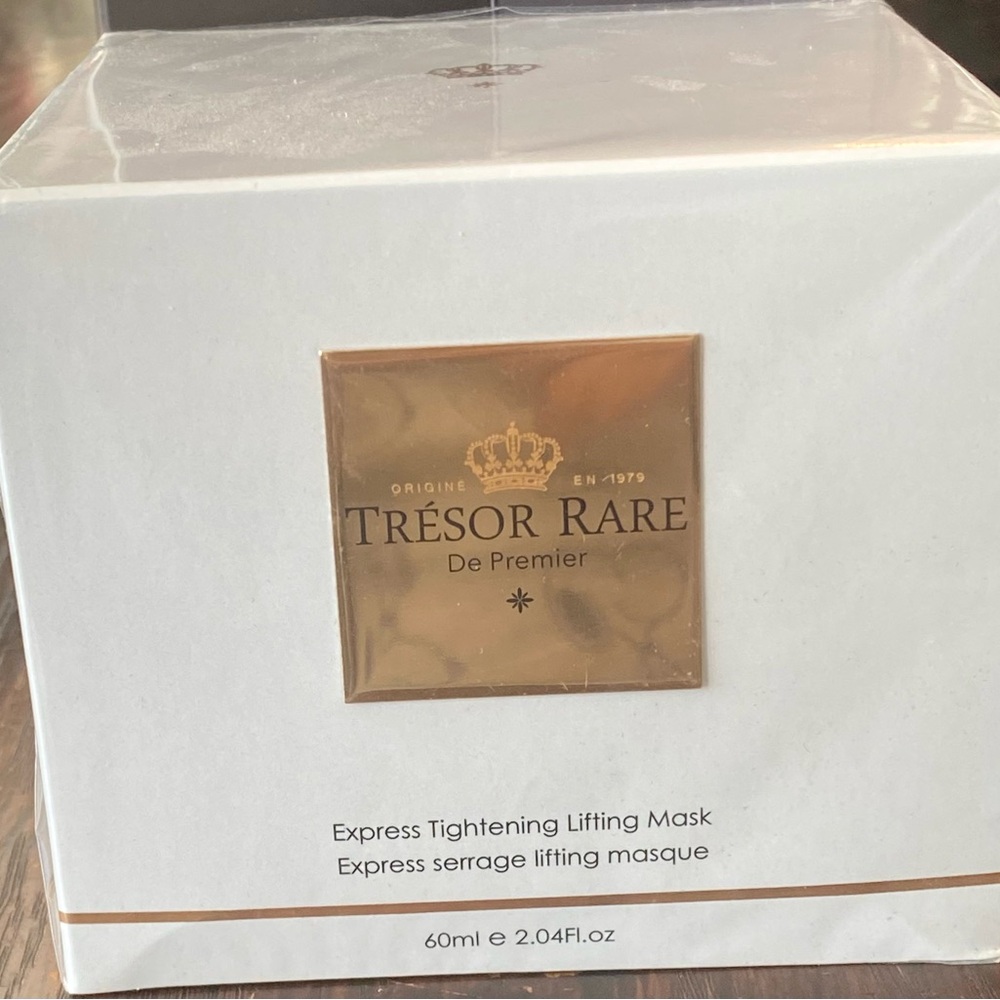 ORIGINE EN 1979
TRÉSOR RARE
De Premier
Express Tightening Lifting Mask
Express serrage lifting masque
60ml e 2.04Fl.oz